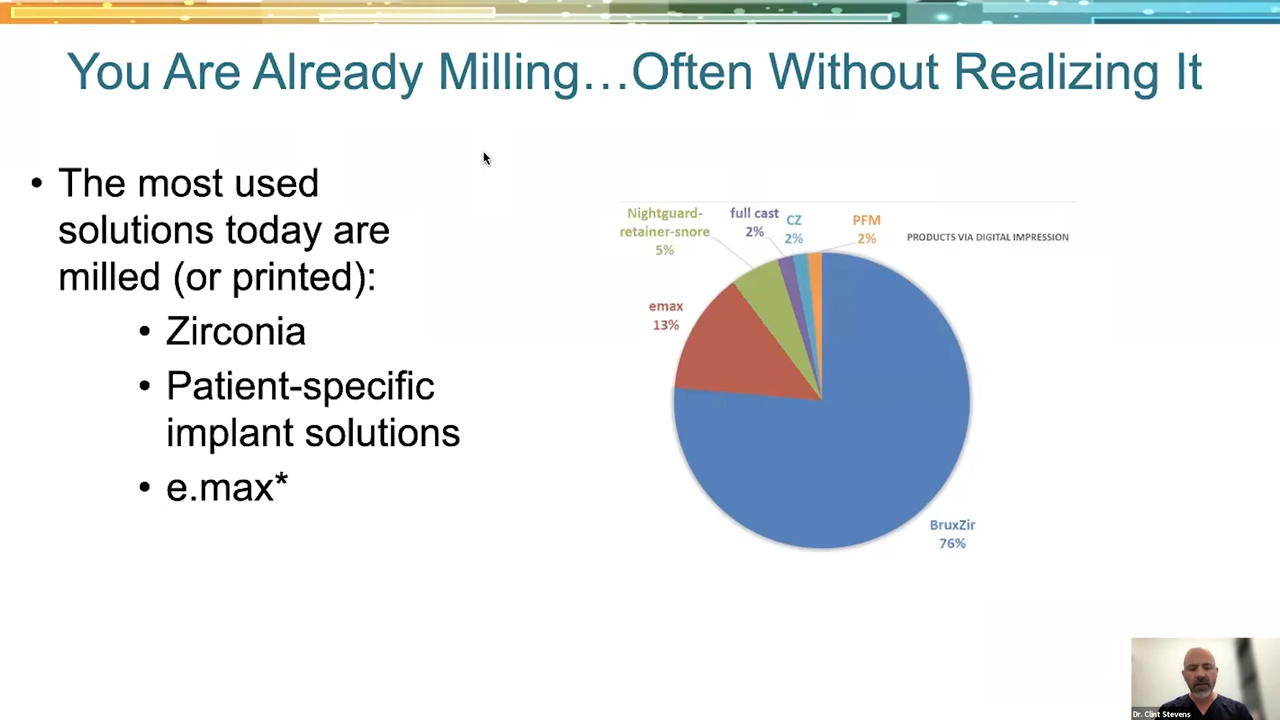 You Are Already Milling…Often Without Realizing It
• The most used
solutions today are
milled (or printed):
• Zirconia
• Patient-specific
implant solutions
• e.max*
PRODUCTS VIA DIGITAL IMPRESSION
Nightguard-
retainer-snore
5%
full cast
2%
CZ
2%
PFM
2%
emax
13%
BruxZir
76%
Dr. Clint Stevens